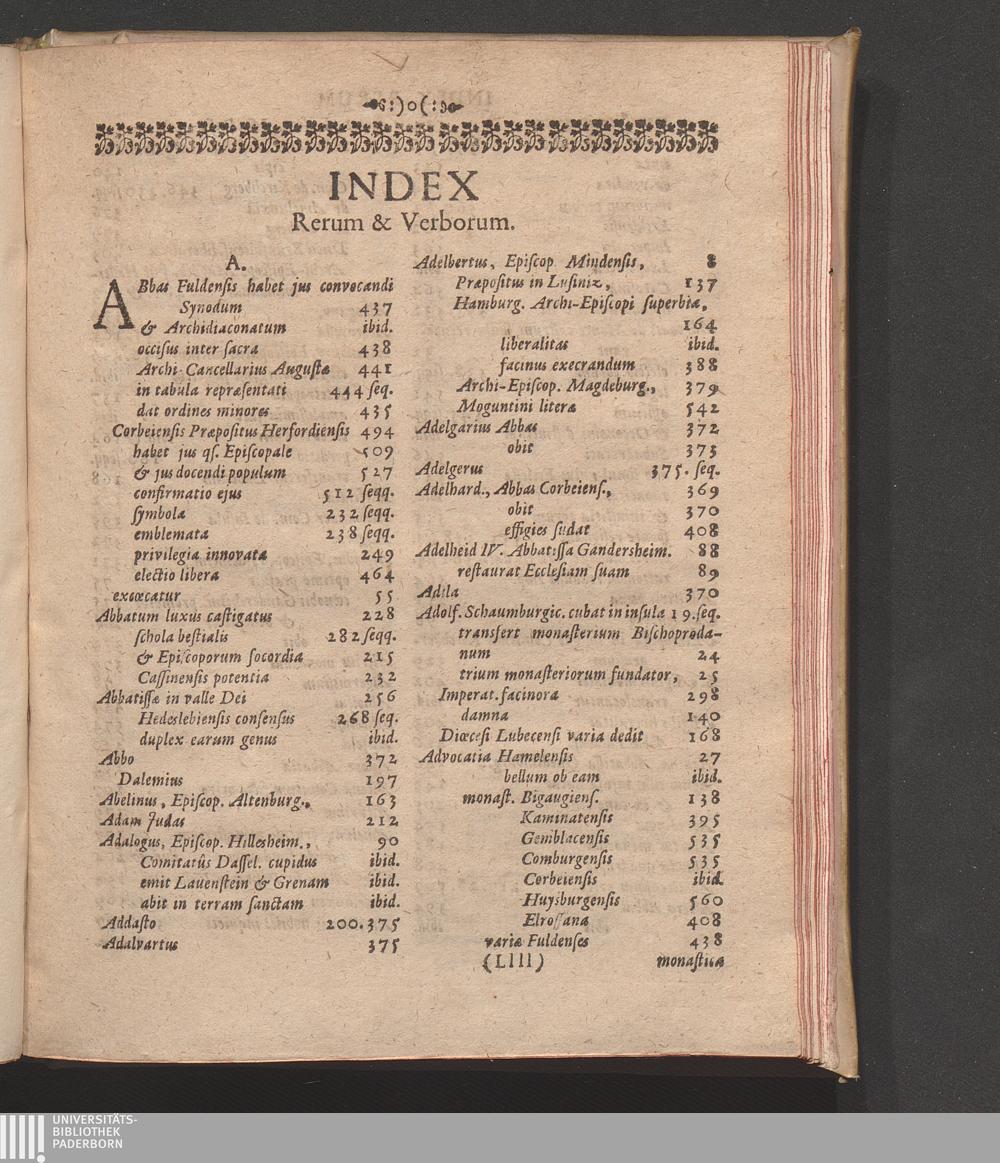 :)o(:
INDEX
Rerum & Verborum.
A.
ABbas Fuldensis habet jus convocandi
Synodum 437
& Archidiaconatum ibid.
occisus inter sacra 438
Archi-Cancellarius Augustæ 441
in tabula repræsentati 444 seq.
dat ordines minores 435
Corbeiensis Præpositus Herfordiensis 494
habet jus qs. Episcopale 509
& jus docendi populum 527
confirmatio ejus 512 seqq.
symbola 232 seqq.
emblemata 238 seqq.
privilegia innovata 249
electio libera 464
exoœcatur 55
Abbatum luxus castigatus 228
schola bestialis 282 seqq.
& Episcoporum socordia 215
Cassinensis potentia 232
Abbatissæ in valle Dei 256
Hedeslebiensis consensus 268 seq.
duplex earum genus ibid.
Abbo 372
Dalemius 197
Abelinus, Episcop. Altenburg., 163
Adam Judas 212
Adalogus, Episcop. Hillesheim., 90
Comitatûs Dassel. cupidus ibid.
emit Lauenstein & Grenam ibid.
abit in terram sanctam ibid.
Addasto 200. 375
Adalvartus 375
Adelbertus, Episcop. Mindensis, 8
Præpositus in Lusiniz, 137
Hamburg. Archi-Episcopi superbia,
164
liberalitas ibid.
facinus execrandum 388
Archi-Episcop. Magdeburg., 379
Moguntini literæ 542
Adelgarius Abbas 372
obit 373
Adelgerus 375. seq.
Adelhard., Abbas Corbeiens., 369
obit 370
effigies sudat 408
Adelheid IV. Abbatissa Gandersheim. 88
restaurat Ecclesiam suam 89
Adila 370
Adolf. Schaumburgic. cubat in insula 19. seq.
transfert monasterium Bischoproda-
num 24
trium monasteriorum fundator, 25
Imperat. facinora 298
damna 140
Diœcesi Lubecensi varia dedit 168
Advocatia Hamelensis 27
bellum ob eam ibid.
monast. Bigaugiens. 138
Kaminatensis 395
Gemblacensis 535
Comburgensis 535
Corbeiensis ibid.
Huysburgensis 560
Elrossana 408
variæ Fuldenses 438
(Llll) monasticæ
UNIVERSITÄTS-
BIBLIOTHEK
PADERBORN